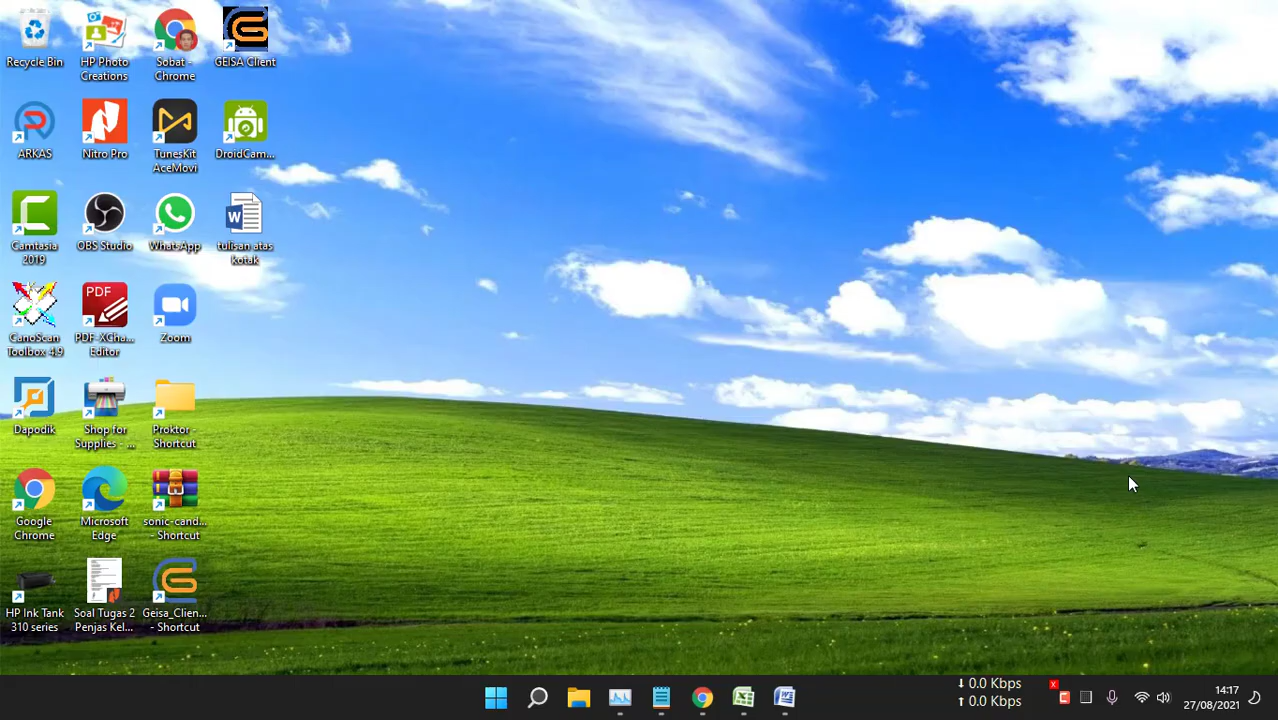 Recycle Bin
HP Photo
Creations
Sobat -
Chrome
GEISA Client
ARKAS
Nitro Pro
TunesKit
AceMovi
DroidCam...
Camtasia
2019
OBS Studio
WhatsApp
tulisan atas
kotak
CanoScan
Toolbox 4.9
PDF
PDF-XCha...
Editor
Zoom
Dapodik
Shop for
Supplies - ...
Proktor -
Shortcut
Google
Chrome
Microsoft
Edge
sonic-cand...
- Shortcut
HP Ink Tank
310 series
Soal Tugas 2
Penjas Kel...
Geisa_Clien...
- Shortcut
↓ 0.0 Kbps
↑ 0.0 Kbps
14:17
27/08/2021